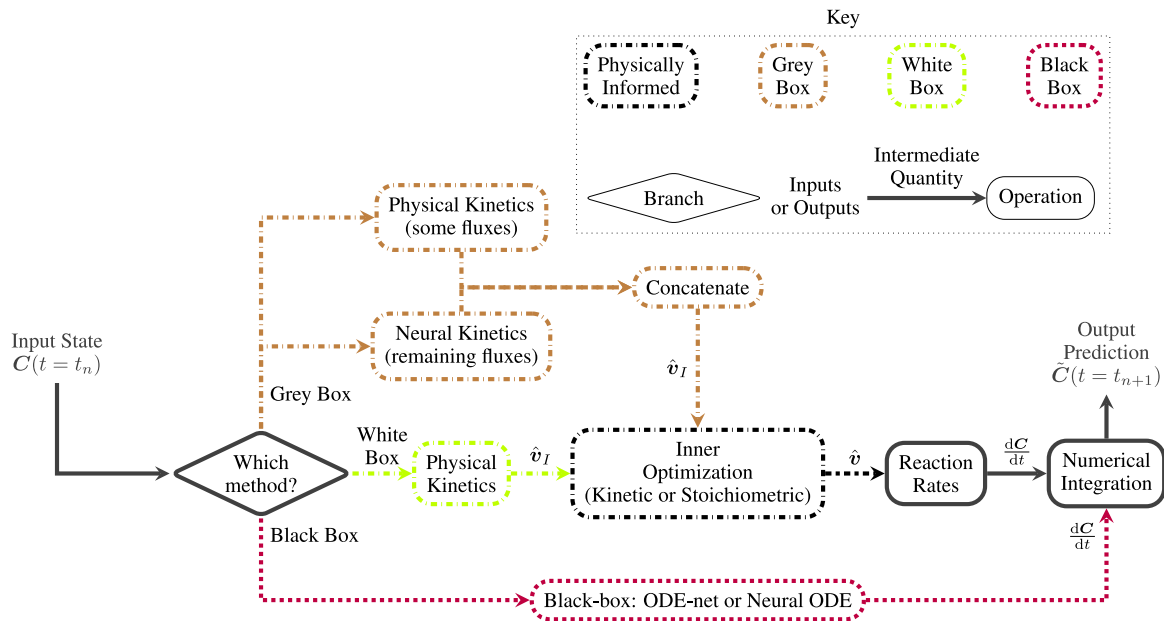 Key
Physically
Informed
Grey
Box
White
Box
Black
Box
Branch
Inputs
or Outputs
Intermediate
Quantity
Operation
Physical Kinetics
(some fluxes)
Concatenate
Neural Kinetics
(remaining fluxes)
Input State
C(t = t_n)
Grey Box
v̂_I
Output
Prediction
C̃(t = t_{n+1})
Which
method?
White
Box
Physical
Kinetics
v̂_I
Inner
Optimization
(Kinetic or Stoichiometric)
v̂
Reaction
Rates
dC/dt
Numerical
Integration
Black Box
dC/dt
Black-box: ODE-net or Neural ODE